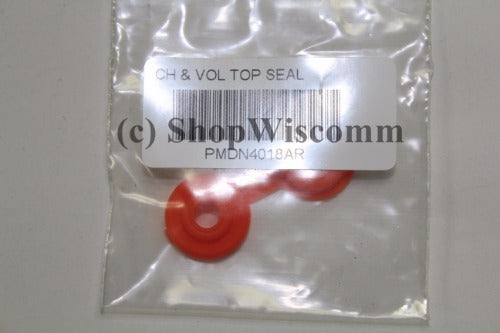 CH & VOL TOP SEAL
(c) ShopWiscomm
PMDN4018AR